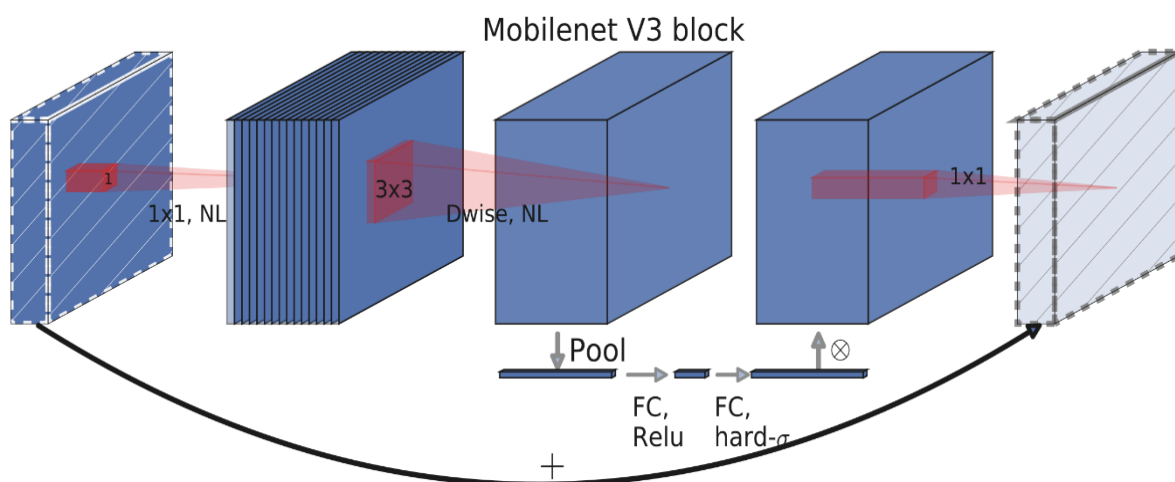 Mobilenet V3 block
1
1x1, NL
3x3
Dwise, NL
1x1
Pool
⊗
FC,
Relu
FC,
hard-σ
+